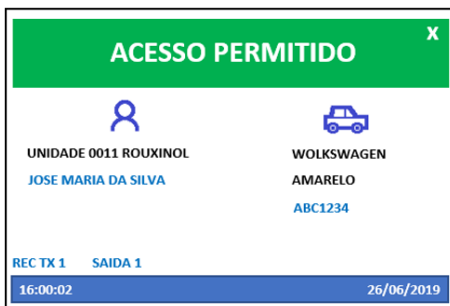 ACESSO PERMITIDO
X
UNIDADE 0011 ROUXINOL
JOSE MARIA DA SILVA
WOLKSWAGEN
AMARELO
ABC1234
REC TX 1 SAIDA 1
16:00:02 26/06/2019